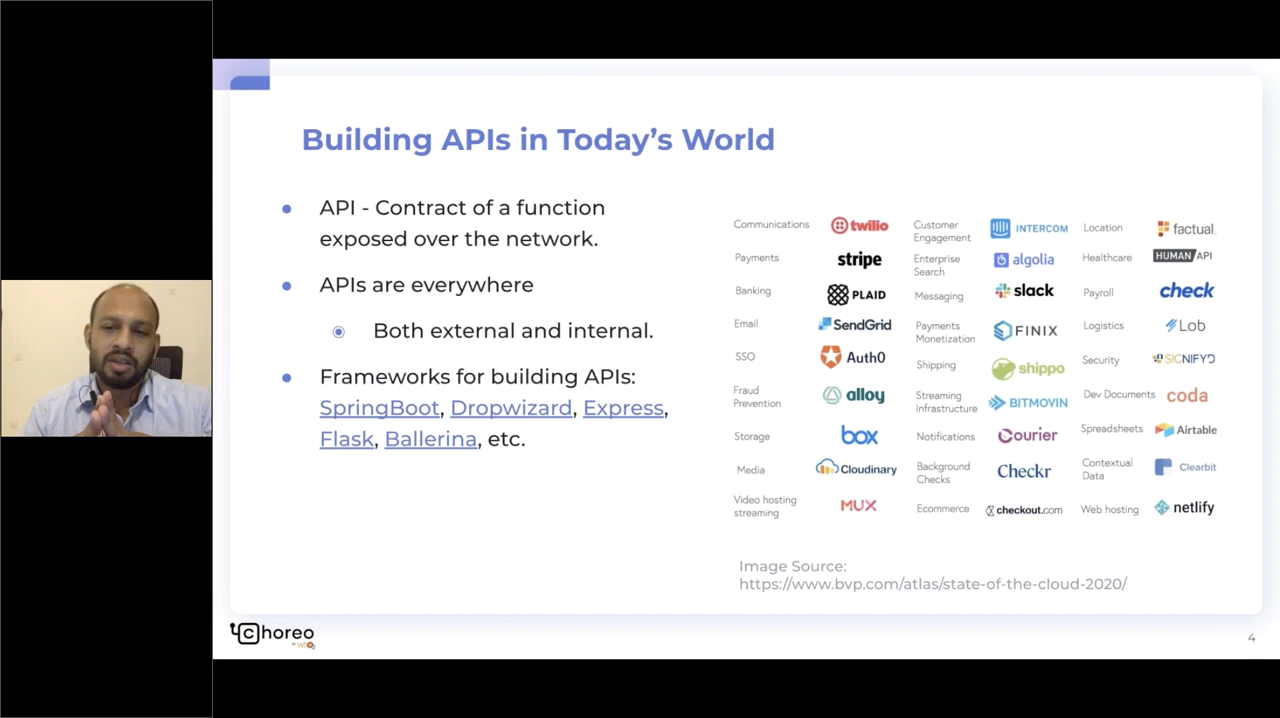 Building APIs in Today's World
API - Contract of a function
exposed over the network.
APIs are everywhere
Both external and internal.
Frameworks for building APIs:
SpringBoot, Dropwizard, Express,
Flask, Ballerina, etc.
Communications twilio
Payments stripe
Banking PLAID
Email SendGrid
SSO Auth0
Fraud
Prevention alloy
Storage box
Media Cloudinary
Video hosting
streaming MUX
Customer
Engagement INTERCOM
Enterprise
Search algolia
Messaging slack
Payments
Monetization FINIX
Shipping shippo
Streaming
Infrastructure BITMOVIN
Notifications Courier
Background
Checks Checkr
Ecommerce checkout.com
Location factual.
Healthcare HUMAN API
Payroll check
Logistics Lob
Security SIGNIFYD
Dev Documents coda
Spreadsheets Airtable
Contextual
Data Clearbit
Web hosting netlify
Image Source:
https://www.bvp.com/atlas/state-of-the-cloud-2020/
choreo
by WSO2
4